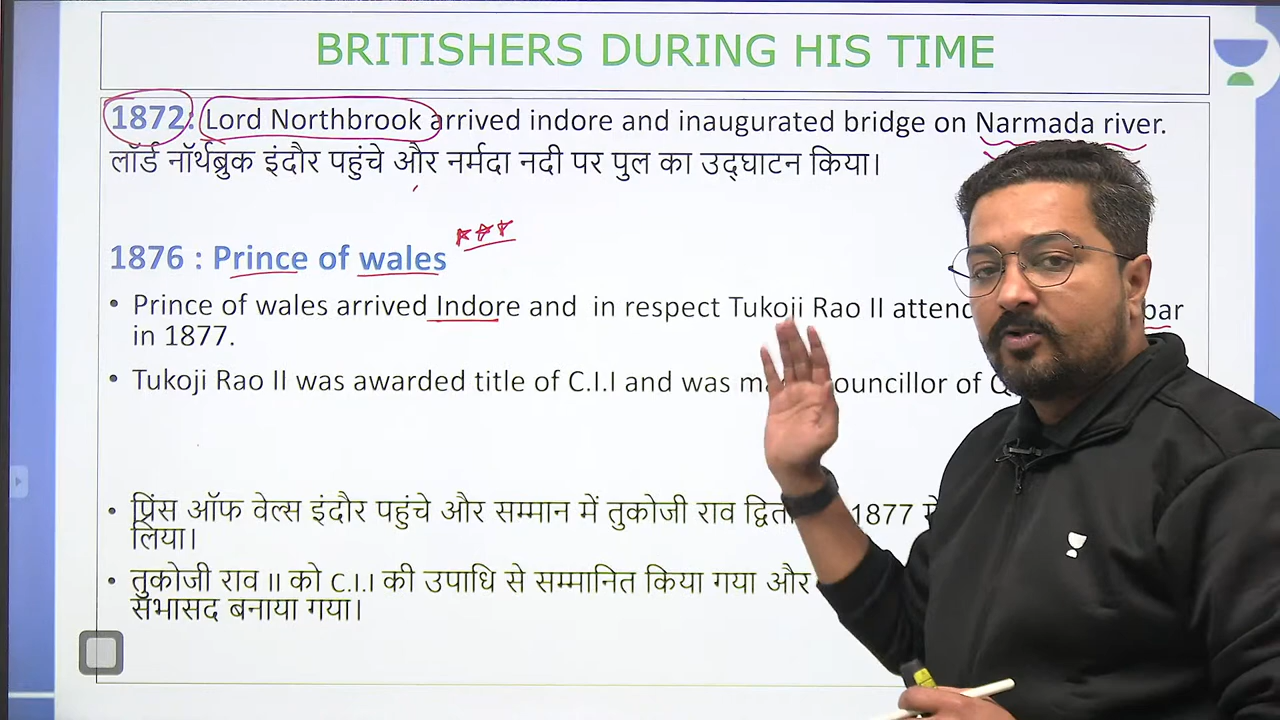 BRITISHERS DURING HIS TIME
1872: Lord Northbrook arrived indore and inaugurated bridge on Narmada river.
लॉर्ड नॉर्थब्रुक इंदौर पहुंचे और नर्मदा नदी पर पुल का उद्घाटन किया।
1876 : Prince of wales
• Prince of wales arrived Indore and in respect Tukoji Rao II
in 1877.
• Tukoji Rao II was awarded title of C.I.I and was of
• प्रिंस ऑफ वेल्स इंदौर पहुंचे और सम्मान में तुकोजी राव 1877
लिया।
• तुकोजी राव II को C.I.I की उपाधि से सम्मानित किया गया और
सभासद बनाया गया।